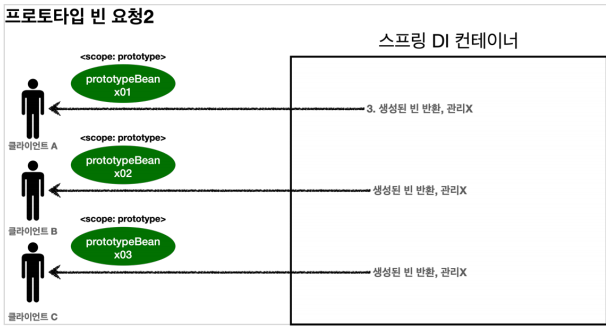 프로토타입 빈 요청2
스프링 DI 컨테이너
<scope: prototype>
prototypeBean
x01
3. 생성된 빈 반환, 관리X
클라이언트 A
<scope: prototype>
prototypeBean
x02
생성된 빈 반환, 관리X
클라이언트 B
<scope: prototype>
prototypeBean
x03
생성된 빈 반환, 관리X
클라이언트 C